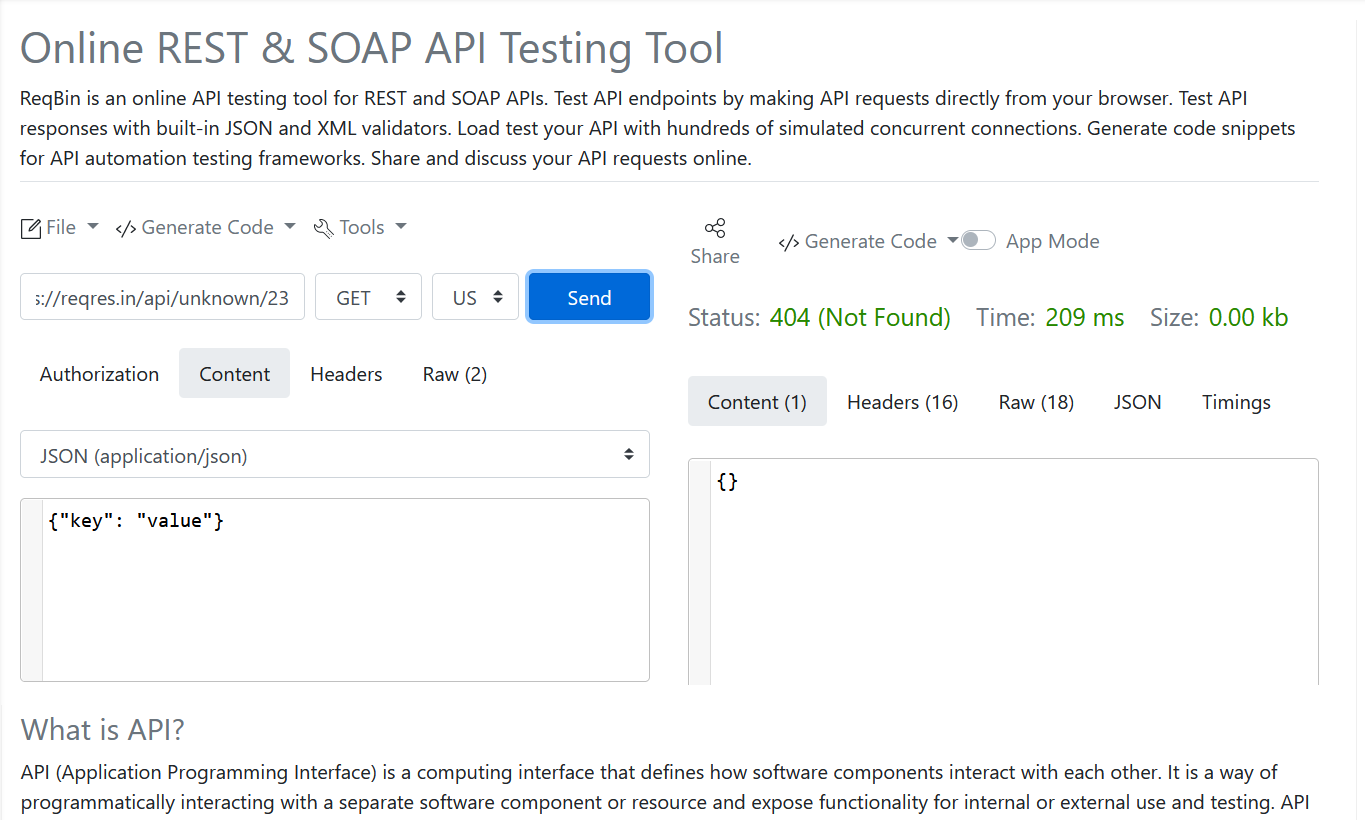 Online REST & SOAP API Testing Tool
ReqBin is an online API testing tool for REST and SOAP APIs. Test API endpoints by making API requests directly from your browser. Test API
responses with built-in JSON and XML validators. Load test your API with hundreds of simulated concurrent connections. Generate code snippets
for API automation testing frameworks. Share and discuss your API requests online.
File </> Generate Code Tools
://reqres.in/api/unknown/23 GET US Send
Authorization Content Headers Raw (2)
JSON (application/json)
{"key": "value"}
Share </> Generate Code App Mode
Status: 404 (Not Found) Time: 209 ms Size: 0.00 kb
Content (1) Headers (16) Raw (18) JSON Timings
{}
What is API?
API (Application Programming Interface) is a computing interface that defines how software components interact with each other. It is a way of
programmatically interacting with a separate software component or resource and expose functionality for internal or external use and testing. API